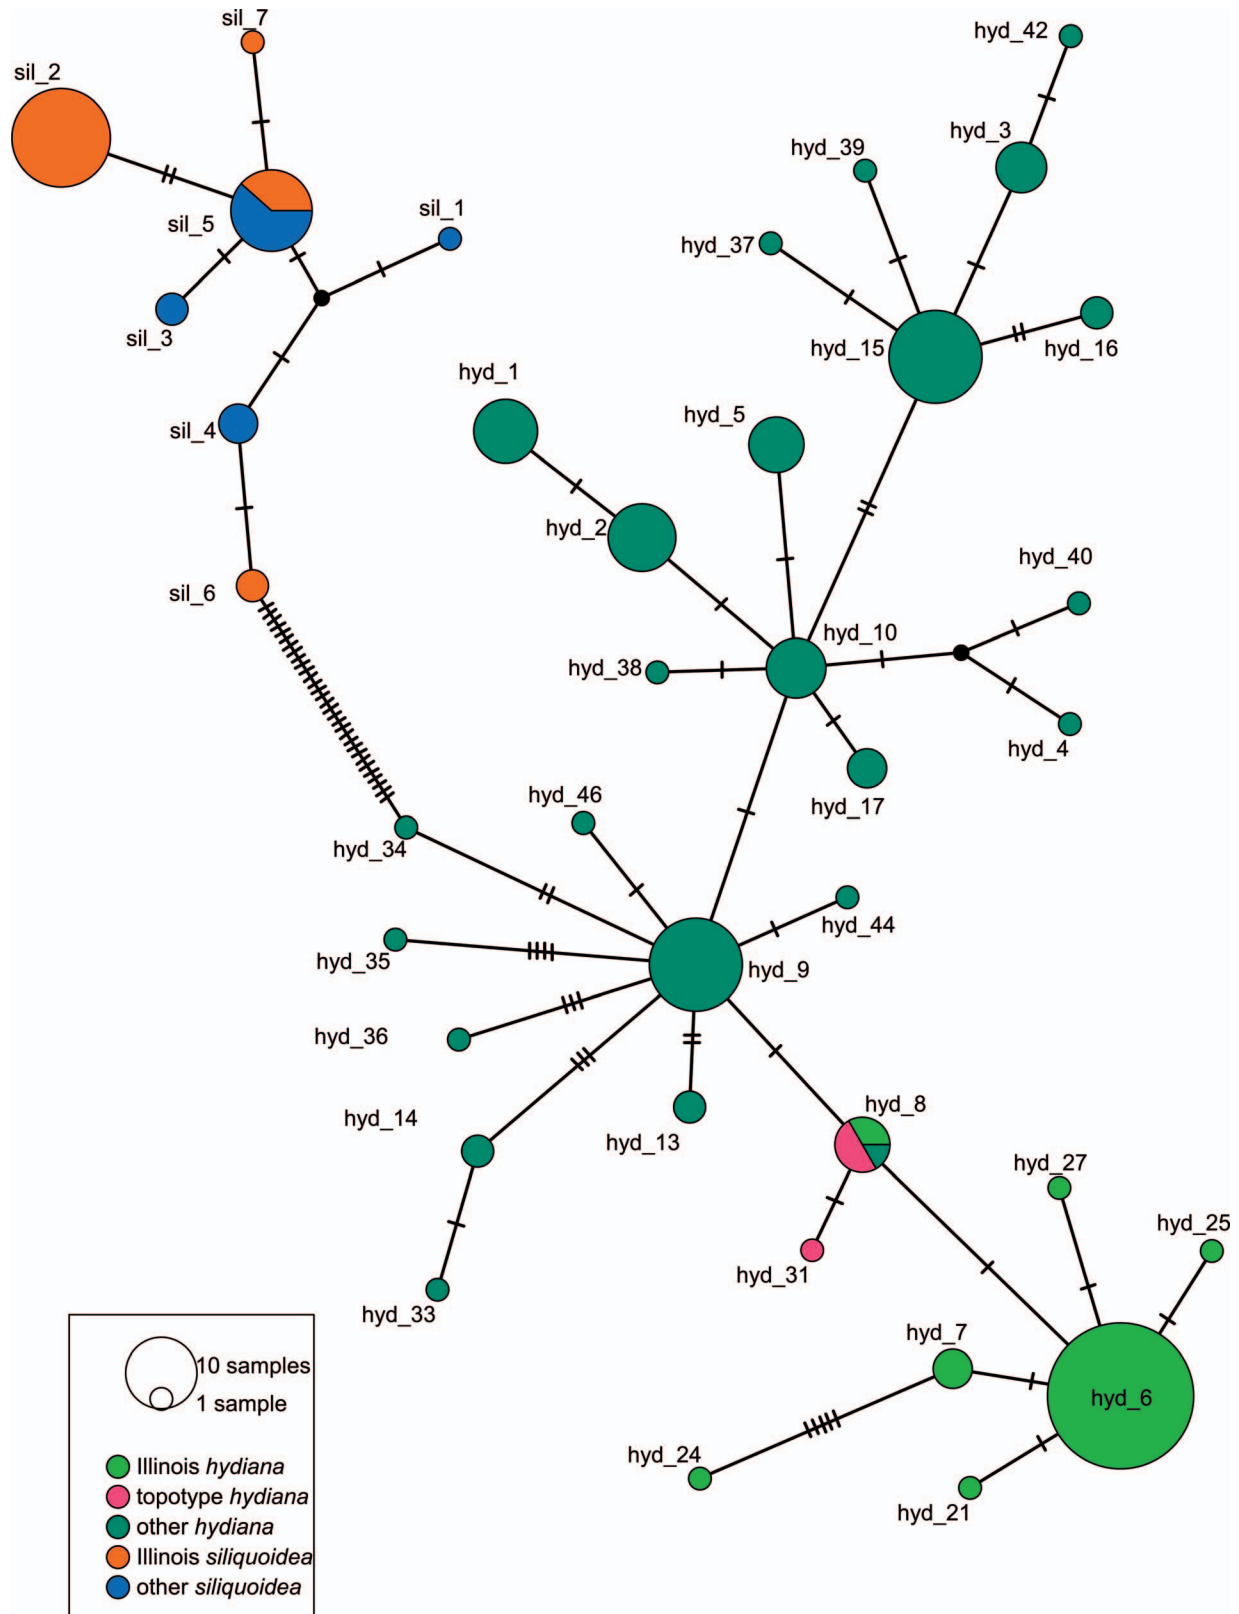 sil_7
hyd_42
sil_2
hyd_3
hyd_39
sil_1
sil_5
hyd_37
sil_3
hyd_15
hyd_16
hyd_1
hyd_5
sil_4
hyd_2
hyd_40
sil_6
hyd_10
hyd_38
hyd_4
hyd_46
hyd_17
hyd_34
hyd_44
hyd_35
hyd_9
hyd_36
hyd_8
hyd_14
hyd_13
hyd_27
hyd_25
hyd_31
hyd_33
hyd_7
hyd_6
hyd_24
hyd_21
10 samples
1 sample
Illinois hydiana
topotype hydiana
other hydiana
Illinois siliquoidea
other siliquoidea